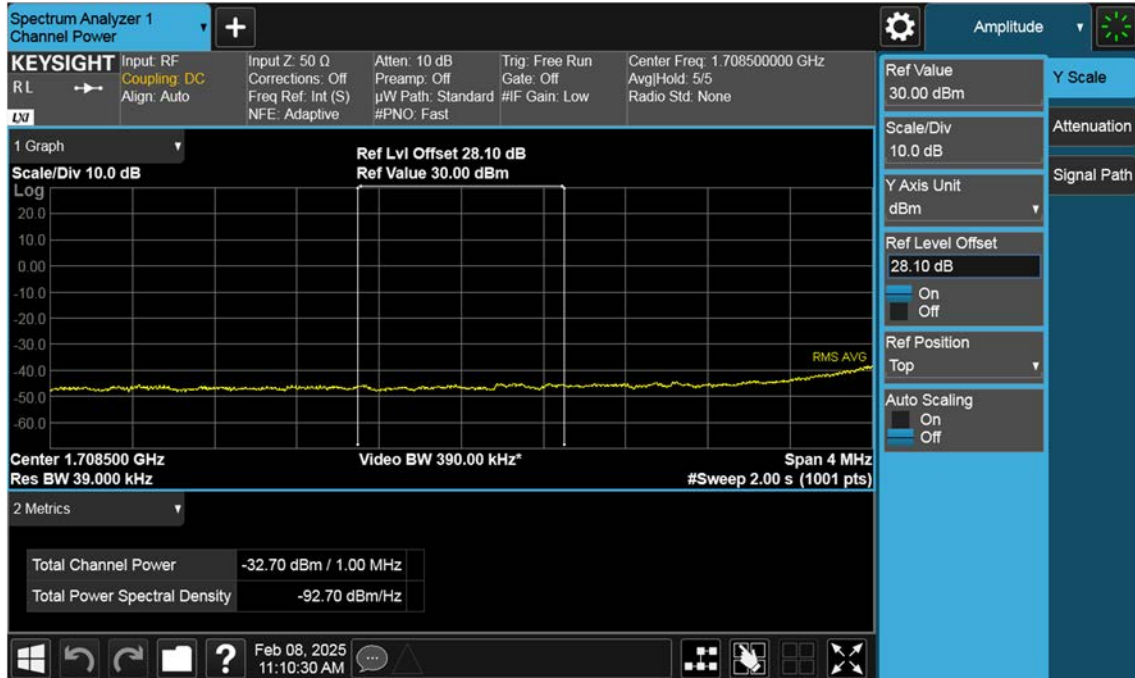 Spectrum Analyzer 1
Channel Power
+
Amplitude
KEYSIGHT
R L
LXI
Input: RF
Coupling: DC
Align: Auto
Input Z: 50 Ω
Corrections: Off
Freq Ref: Int (S)
NFE: Adaptive
Atten: 10 dB
Preamp: Off
µW Path: Standard
#PNO: Fast
Trig: Free Run
Gate: Off
#IF Gain: Low
Center Freq: 1.708500000 GHz
Avg|Hold: 5/5
Radio Std: None
1 Graph
Scale/Div 10.0 dB
Ref Lvl Offset 28.10 dB
Ref Value 30.00 dBm
Log
20.0
10.0
0.00
-10.0
-20.0
-30.0
-40.0
-50.0
-60.0
RMS AVG
Center 1.708500 GHz
Res BW 39.000 kHz
Video BW 390.00 kHz*
Span 4 MHz
#Sweep 2.00 s (1001 pts)
2 Metrics
Total Channel Power -32.70 dBm / 1.00 MHz
Total Power Spectral Density -92.70 dBm/Hz
?
Feb 08, 2025
11:10:30 AM
Ref Value
30.00 dBm
Scale/Div
10.0 dB
Y Axis Unit
dBm
Ref Level Offset
28.10 dB
On
Off
Ref Position
Top
Auto Scaling
On
Off
Y Scale
Attenuation
Signal Path